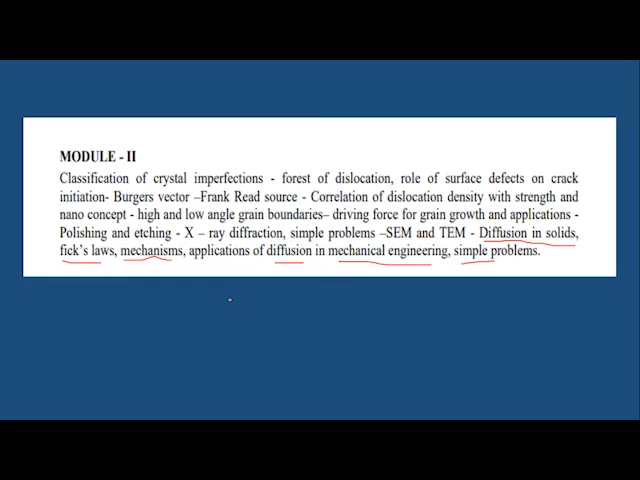 MODULE - II
Classification of crystal imperfections - forest of dislocation, role of surface defects on crack
initiation- Burgers vector –Frank Read source - Correlation of dislocation density with strength and
nano concept - high and low angle grain boundaries– driving force for grain growth and applications -
Polishing and etching - X – ray diffraction, simple problems –SEM and TEM - Diffusion in solids,
fick's laws, mechanisms, applications of diffusion in mechanical engineering, simple problems.